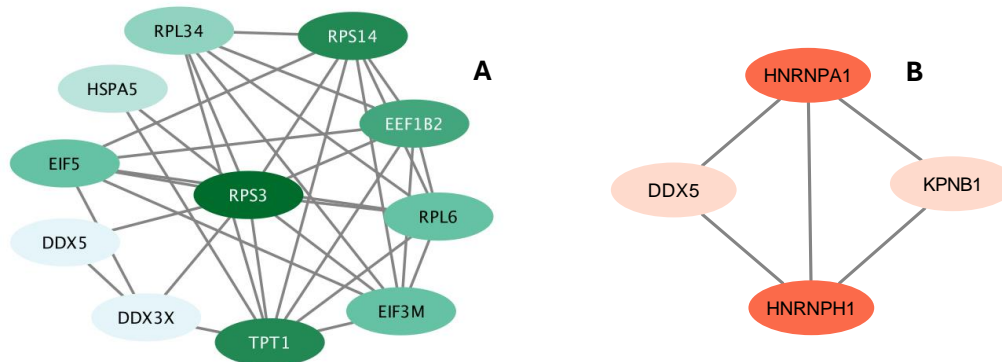 RPL34
RPS14
A
HSPA5
EEF1B2
EIF5
RPS3
RPL6
DDX5
DDX3X
EIF3M
TPT1
HNRNPA1
B
DDX5
KPNB1
HNRNPH1